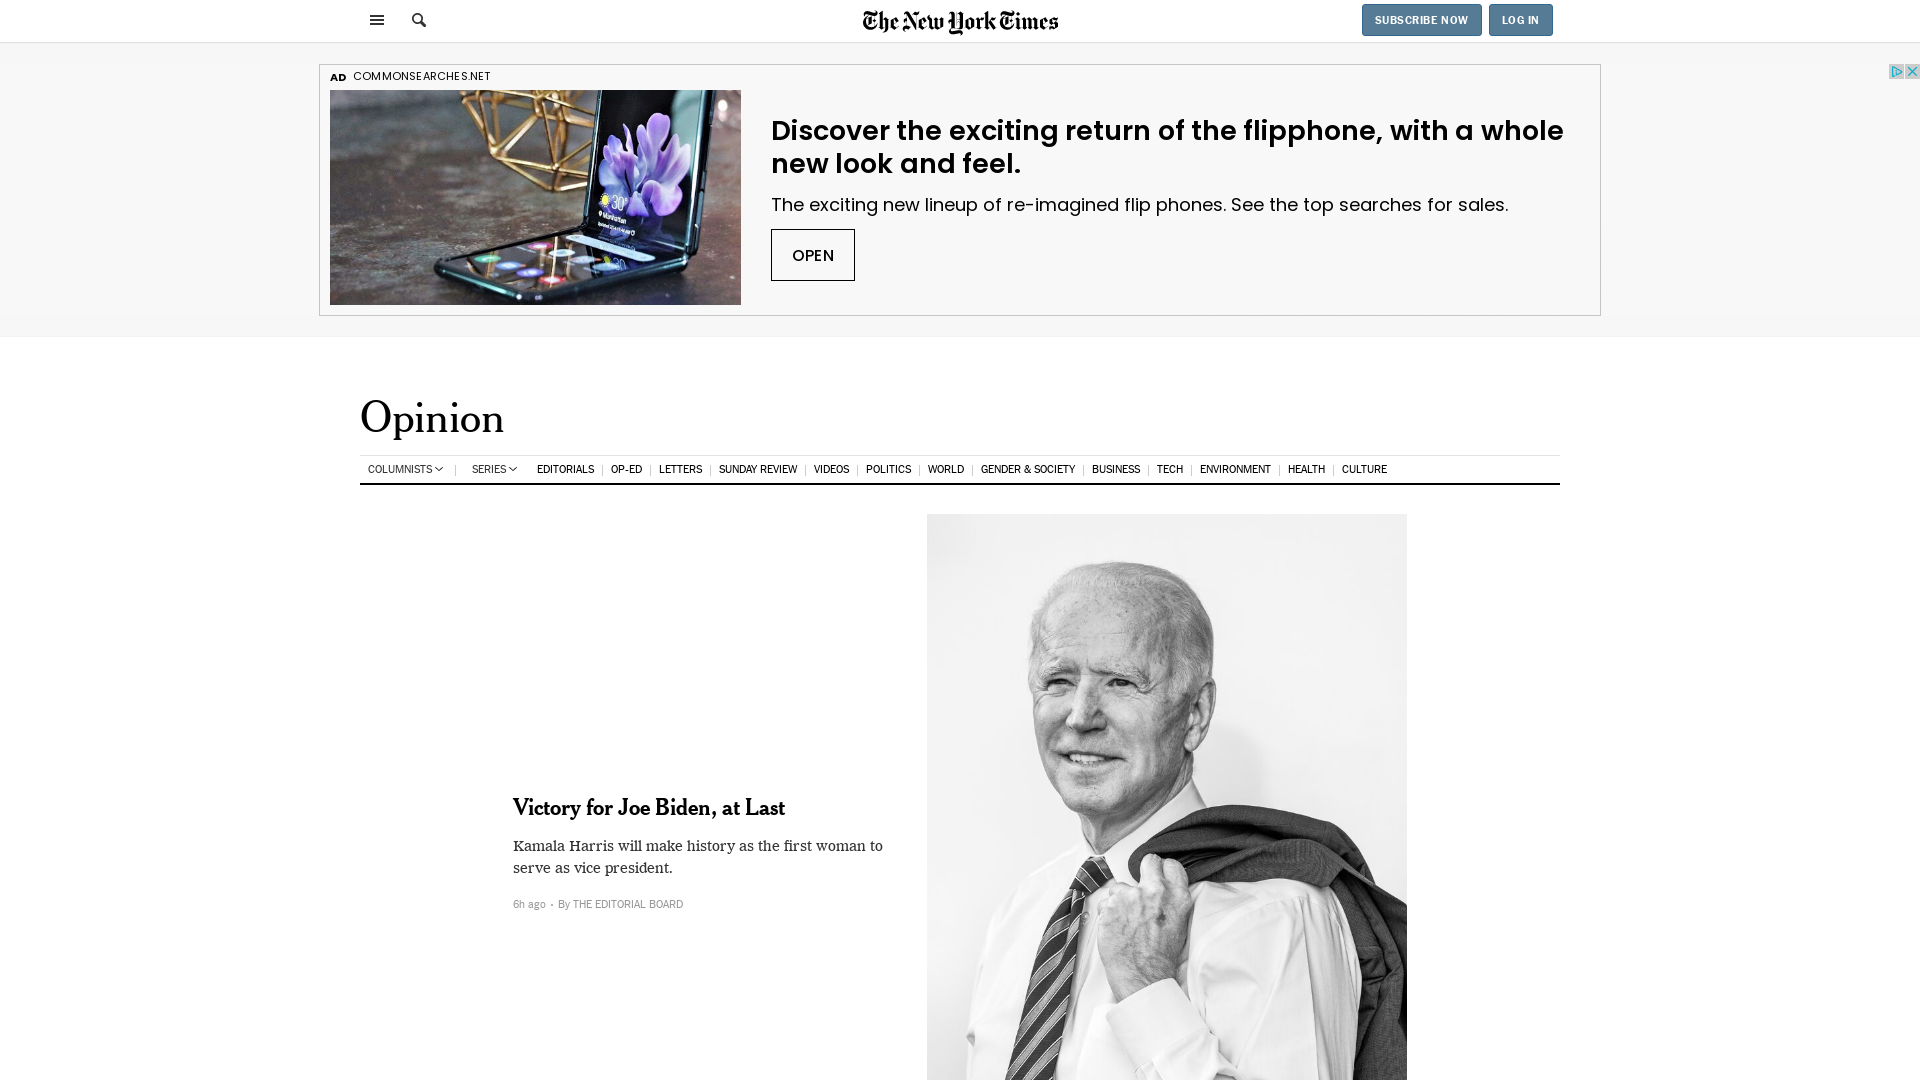 The New York Times
SUBSCRIBE NOW
LOG IN
AD COMMONSEARCHES.NET
Discover the exciting return of the flipphone, with a whole
new look and feel.
The exciting new lineup of re-imagined flip phones. See the top searches for sales.
OPEN
30°
Manhattan
Opinion
COLUMNISTS SERIES EDITORIALS OP-ED LETTERS SUNDAY REVIEW VIDEOS POLITICS WORLD GENDER & SOCIETY BUSINESS TECH ENVIRONMENT HEALTH CULTURE
Victory for Joe Biden, at Last
Kamala Harris will make history as the first woman to
serve as vice president.
6h ago • By THE EDITORIAL BOARD